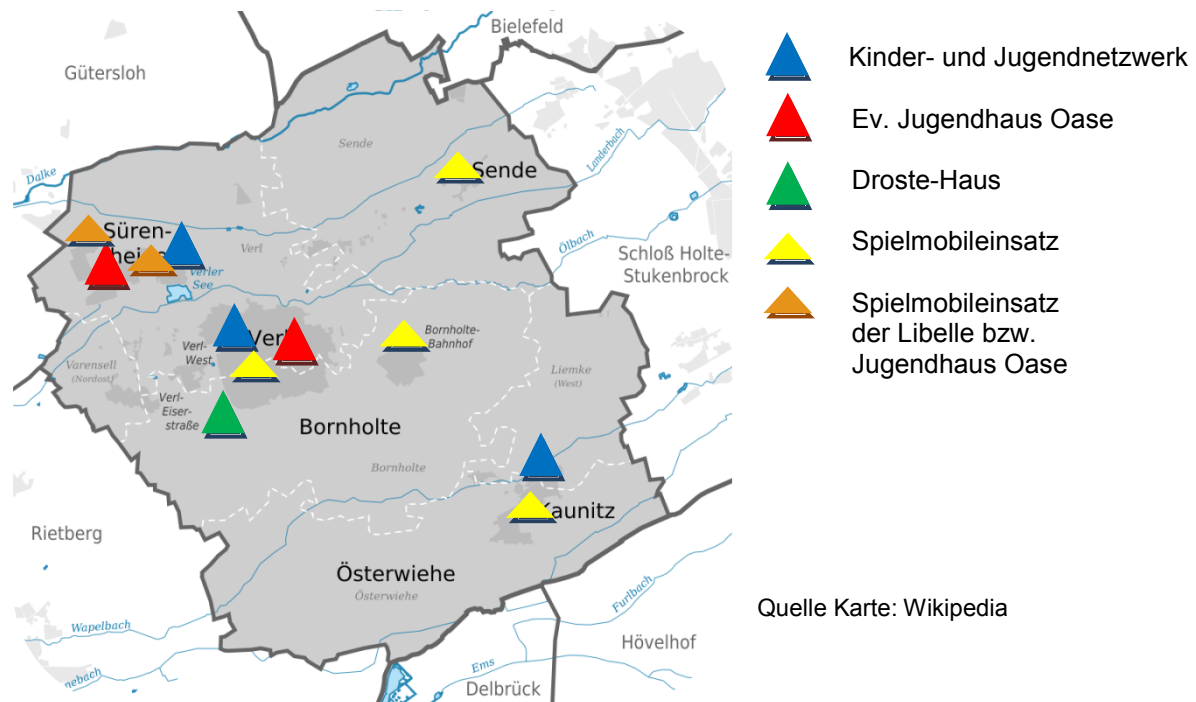 Bielefeld
Gütersloh
Sende
Sende
Landerbach
Dalke
Süren-
Verl
Ölbach
Schloß Holte-
Stukenbrock
Verler
See
Verl-
West
Bornholte-
Bahnhof
Varensell
(Nordost)
Liemke
(West)
Verl-
Eiser-
straße
Bornholte
Bornholte
Kaunitz
Rietberg
Österwiehe
Österwiehe
Wapelbach
Furlbach
Hövelhof
Ems
nebach
Delbrück
Kinder- und Jugendnetzwerk
Ev. Jugendhaus Oase
Droste-Haus
Spielmobileinsatz
Spielmobileinsatz
der Libelle bzw.
Jugendhaus Oase
Quelle Karte: Wikipedia